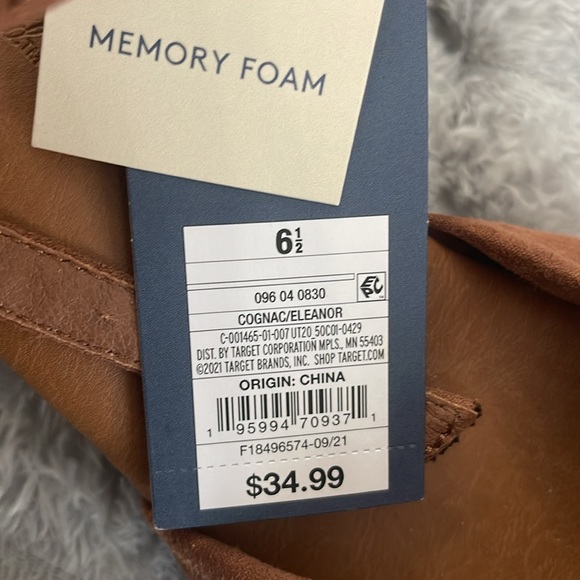 MEMORY FOAM
6½
096 04 0830
EPC
COGNAC/ELEANOR
C-001465-01-007 UT20_50C01-0429
DIST. BY TARGET CORPORATION MPLS., MN 55403
©2021 TARGET BRANDS, INC. SHOP TARGET.COM
ORIGIN: CHINA
1 95994 70937 1
F18496574-09/21
$34.99